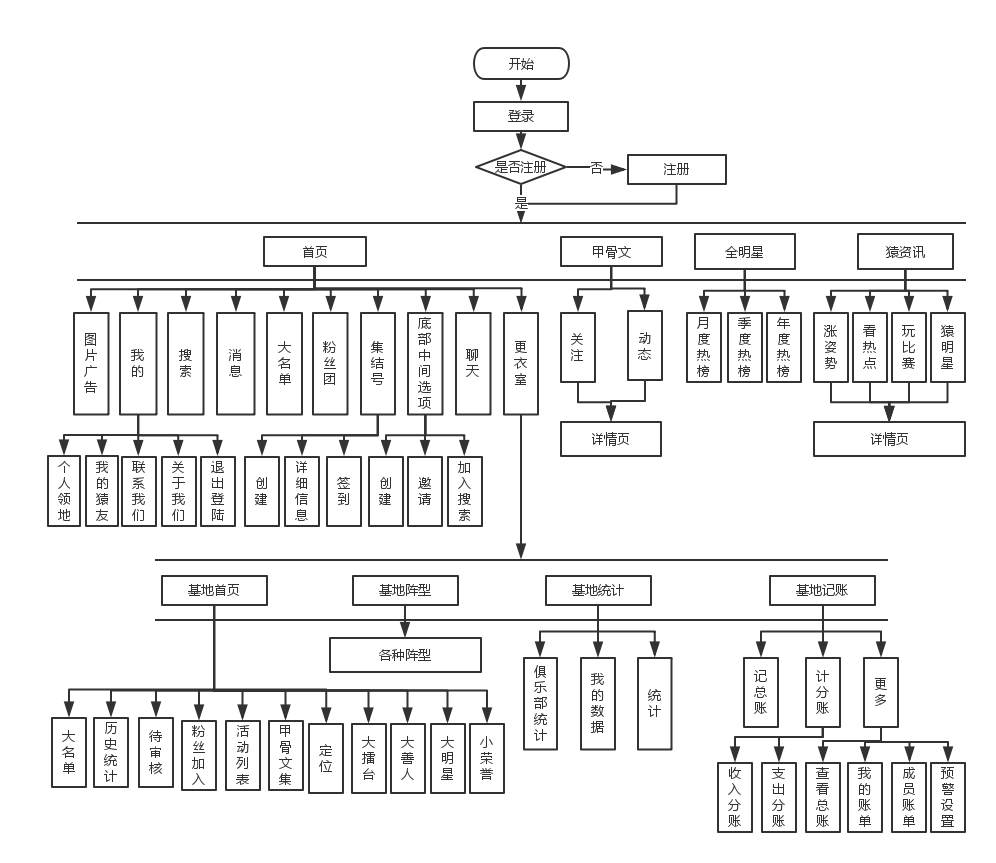 开始
登录
是否注册
否
注册
是
首页
甲骨文
全明星
猿资讯
图片广告
我的
搜索
消息
大名单
粉丝团
集结号
底部中间选项
聊天
更衣室
关注
动态
月度热榜
季度热榜
年度热榜
涨姿势
看热点
玩比赛
猿明星
详情页
详情页
个人领地
我的猿友
联系我们
关于我们
退出登陆
创建
详细信息
签到
创建
邀请
加入搜索
基地首页
基地阵型
基地统计
基地记账
各种阵型
俱乐部统计
我的数据
统计
记总账
计分账
更多
大名单
历史统计
待审核
粉丝加入
活动列表
甲骨文集
定位
大擂台
大善人
大明星
小荣誉
收入分账
支出分账
查看总账
我的账单
成员账单
预警设置